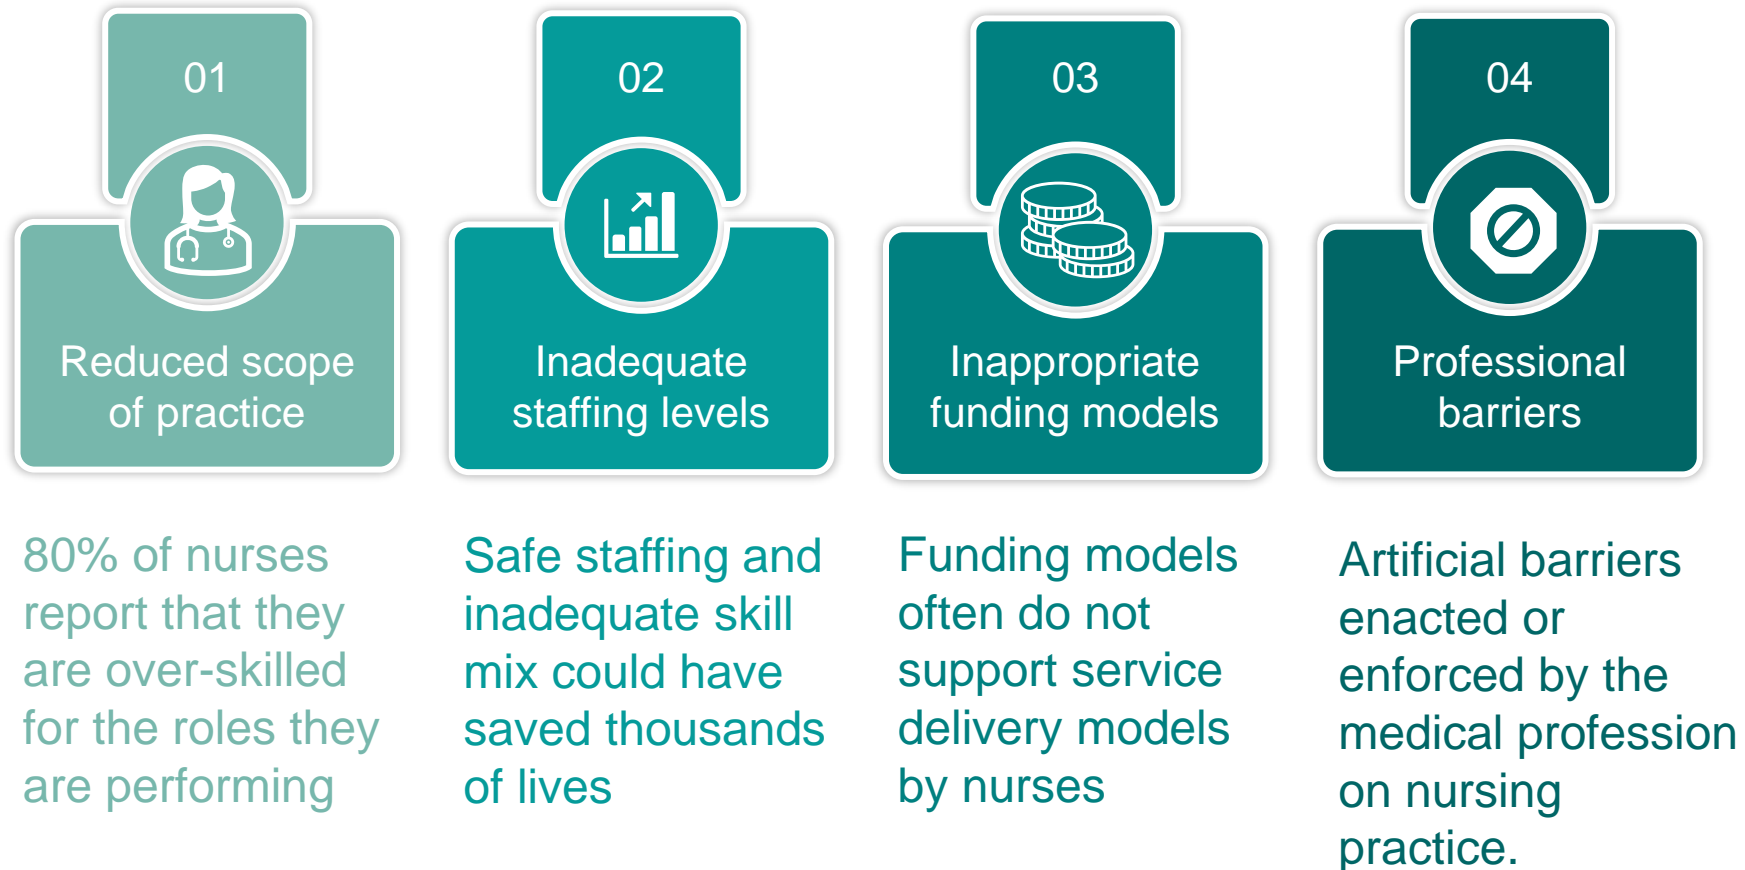 01
Reduced scope
of practice
80% of nurses
report that they
are over-skilled
for the roles they
are performing
02
Inadequate
staffing levels
Safe staffing and
inadequate skill
mix could have
saved thousands
of lives
03
Inappropriate
funding models
Funding models
often do not
support service
delivery models
by nurses
04
Professional
barriers
Artificial barriers
enacted or
enforced by the
medical profession
on nursing
practice.